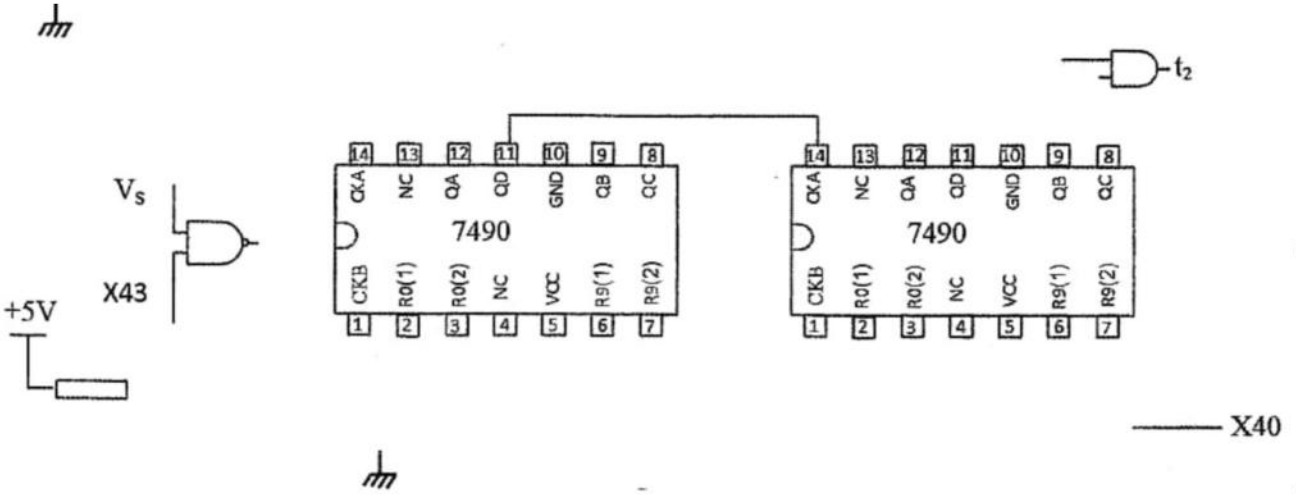 t₂
14 13 12 11 10 9 8
CKA NC QA QD GND QB QC
7490
CKB R0(1) R0(2) NC VCC R9(1) R9(2)
1 2 3 4 5 6 7
14 13 12 11 10 9 8
CKA NC QA QD GND QB QC
7490
CKB R0(1) R0(2) NC VCC R9(1) R9(2)
1 2 3 4 5 6 7
Vs
X43
+5V
X40